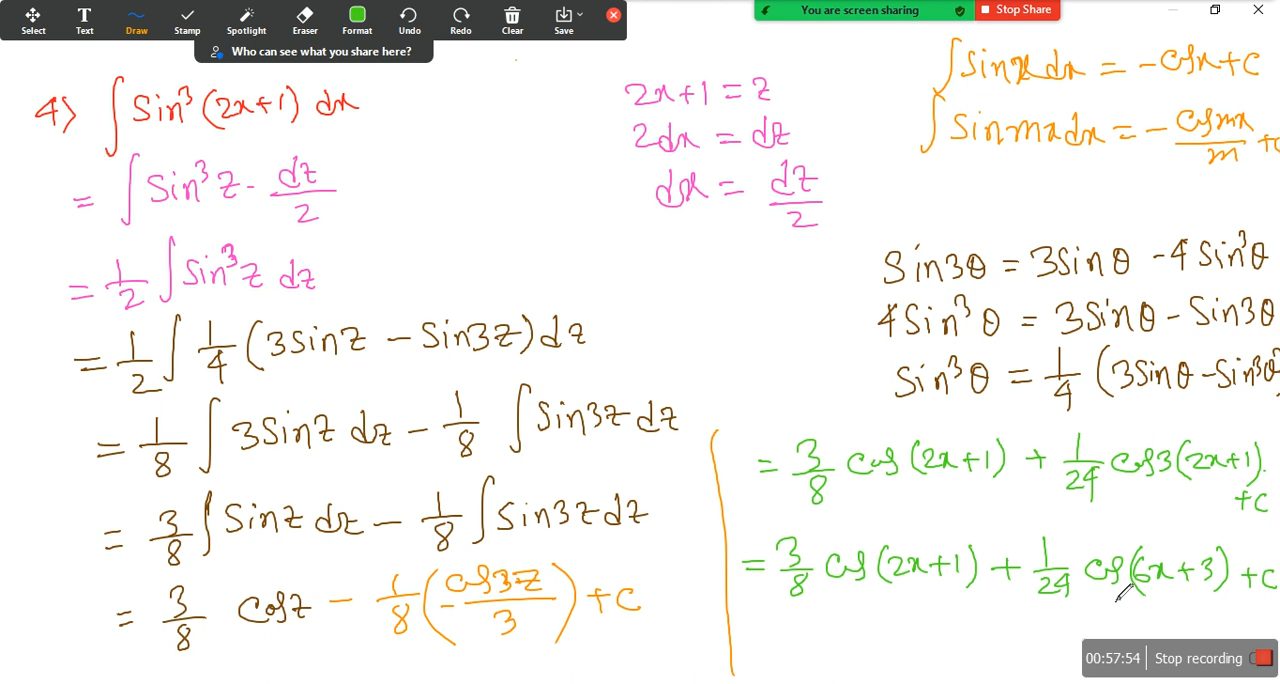 Select Text Draw Stamp Spotlight Eraser Format Undo Redo Clear Save
You are screen sharing Stop Share
Who can see what you share here?
4) ∫ Sin³(2x+1) dx
= ∫ Sin³z · dz/2
= 1/2 ∫ Sin³z dz
= 1/2 ∫ 1/4 (3Sinz − Sin3z) dz
= 1/8 ∫ 3Sinz dz − 1/8 ∫ Sin3z dz
= 3/8 ∫ Sinz dz − 1/8 ∫ Sin3z dz
= 3/8 Cosz − 1/8 (−Cos3z/3) + C
2x+1 = z
2dx = dz
dx = dz/2
∫ Sinx dx = −Cosx + C
∫ Sinmx dx = −Cosmx/m + C
Sin3θ = 3Sinθ − 4Sin³θ
4Sin³θ = 3Sinθ − Sin3θ
Sin³θ = 1/4 (3Sinθ − Sin3θ
= 3/8 Cos(2x+1) + 1/24 Cos3(2x+1).
+C
= 3/8 Cos(2x+1) + 1/24 Cos(6x+3) + C
00:57:54 Stop recording